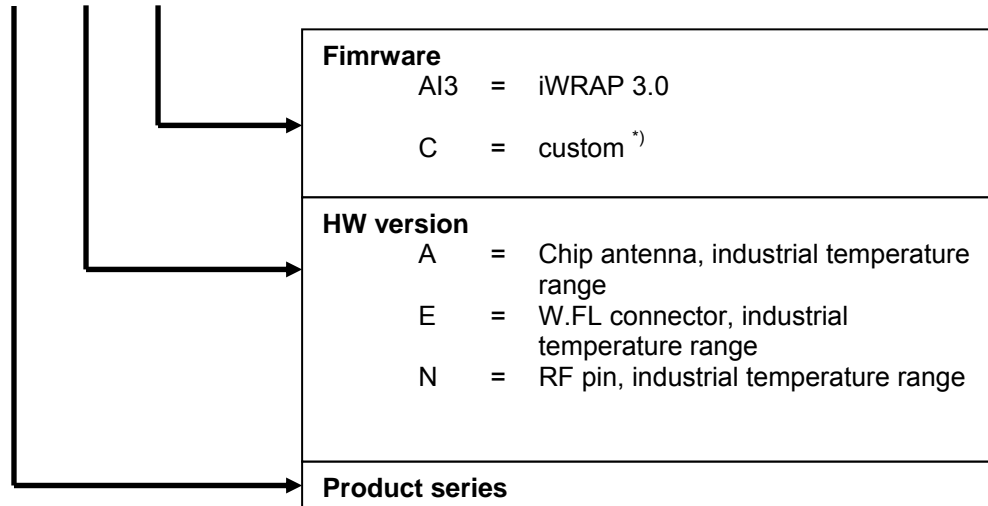 Fimrware
AI3 = iWRAP 3.0
C = custom *)
HW version
A = Chip antenna, industrial temperature
range
E = W.FL connector, industrial
temperature range
N = RF pin, industrial temperature range
Product series